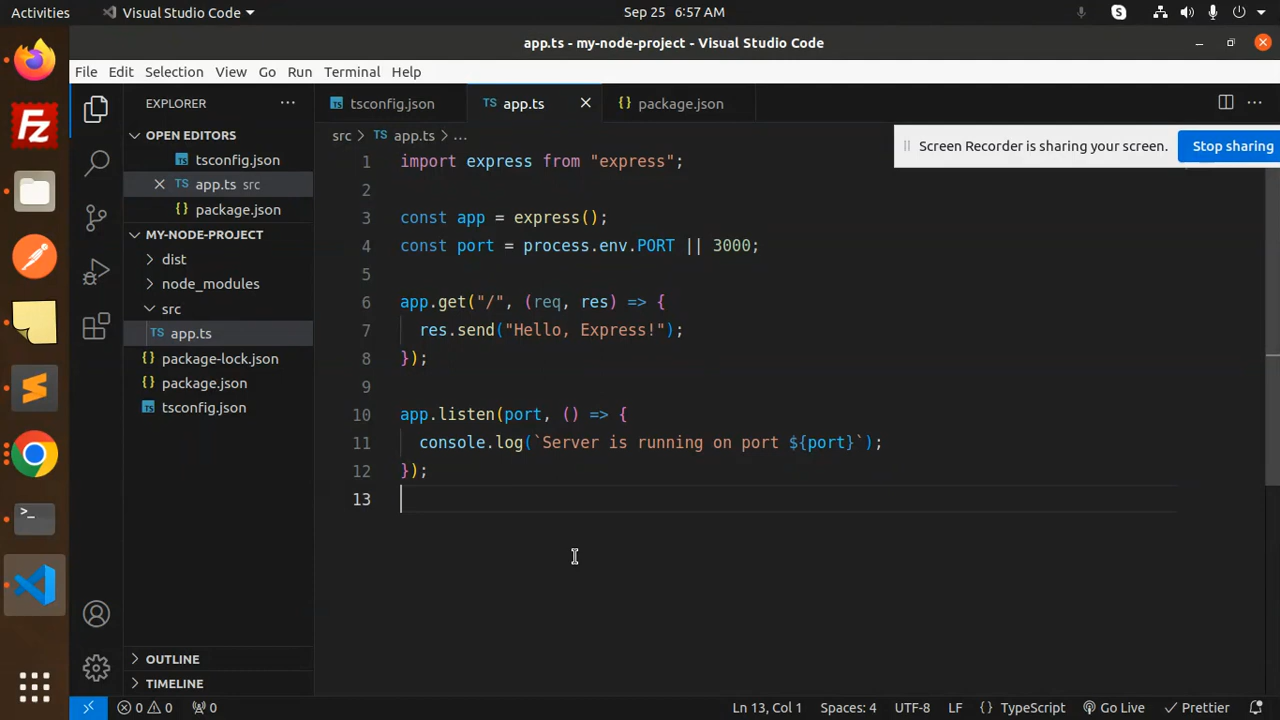 Activities
Visual Studio Code
Sep 25 6:57 AM
app.ts - my-node-project - Visual Studio Code
File Edit Selection View Go Run Terminal Help
EXPLORER
OPEN EDITORS
tsconfig.json
TS app.ts src
{} package.json
MY-NODE-PROJECT
dist
node_modules
src
TS app.ts
{} package-lock.json
{} package.json
tsconfig.json
OUTLINE
TIMELINE
tsconfig.json
TS app.ts
{} package.json
src > TS app.ts > ...
Screen Recorder is sharing your screen.
Stop sharing
1 import express from "express";
2
3 const app = express();
4 const port = process.env.PORT || 3000;
5
6 app.get("/", (req, res) => {
7 res.send("Hello, Express!");
8 });
9
10 app.listen(port, () => {
11 console.log(`Server is running on port ${port}`);
12 });
13
0 0 0
Ln 13, Col 1 Spaces: 4 UTF-8 LF {} TypeScript Go Live Prettier